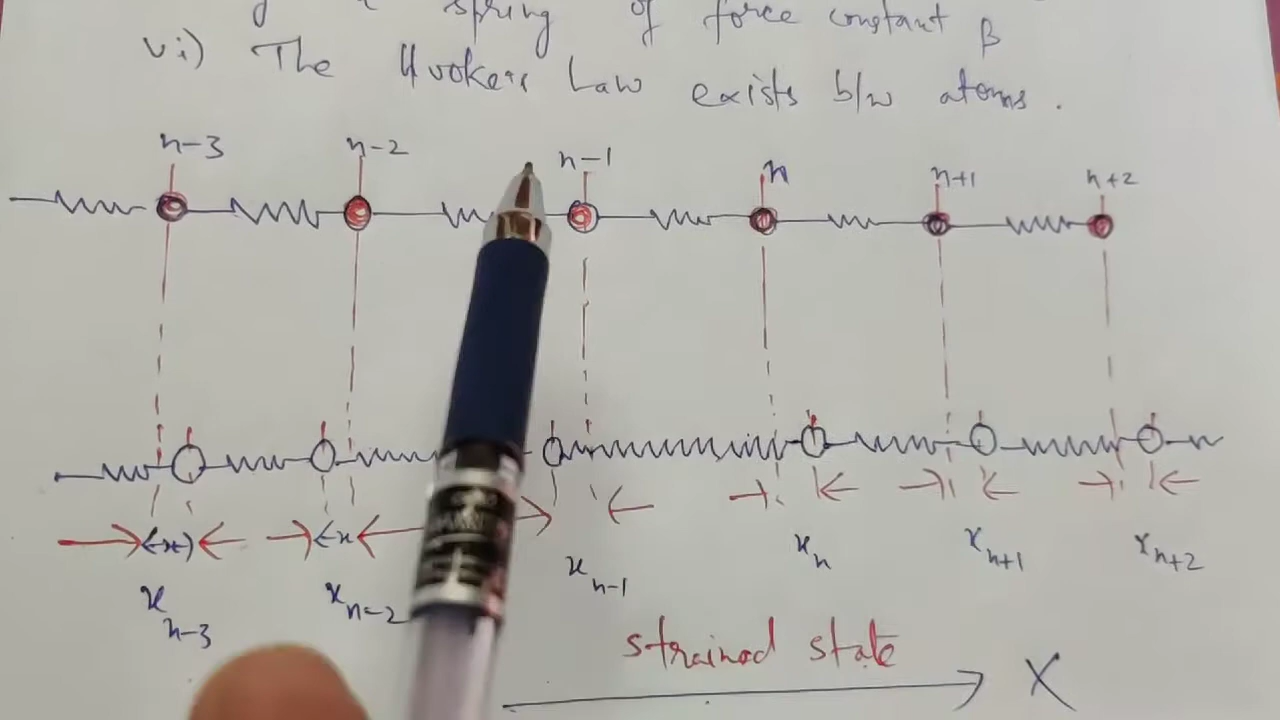 spring of force constant β
vi) The Hookes Law exists b/w atoms .
n-3 n-2 n-1 n n+1 n+2
x x
x n-3 x n-2 x n-1 x n x n+1 x n+2
strained state
X